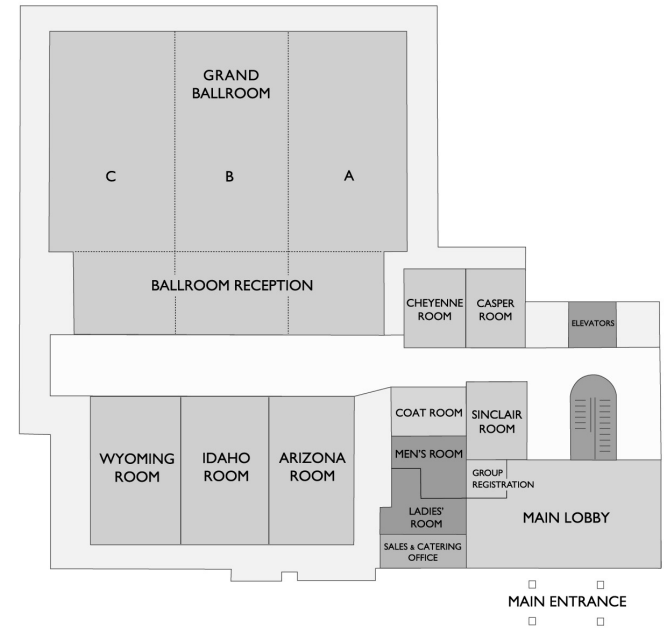 GRAND
BALLROOM
C
B
A
BALLROOM RECEPTION
CHEYENNE
ROOM
CASPER
ROOM
ELEVATORS
COAT ROOM
SINCLAIR
ROOM
WYOMING
ROOM
IDAHO
ROOM
ARIZONA
ROOM
MEN'S ROOM
GROUP
REGISTRATION
LADIES'
ROOM
MAIN LOBBY
SALES & CATERING
OFFICE
MAIN ENTRANCE